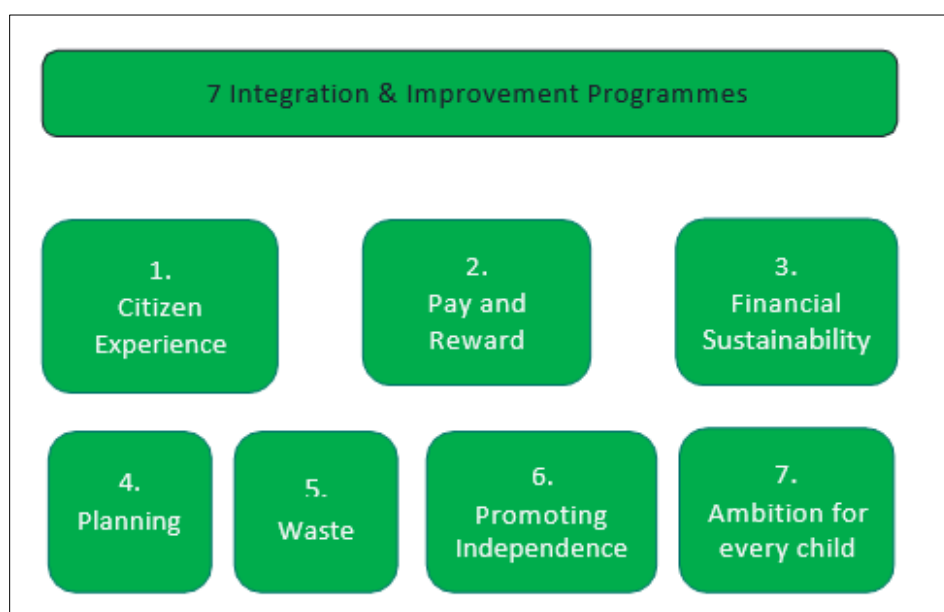 7 Integration & Improvement Programmes
1.
Citizen
Experience
2.
Pay and
Reward
3.
Financial
Sustainability
4.
Planning
5.
Waste
6.
Promoting
Independence
7.
Ambition for
every child